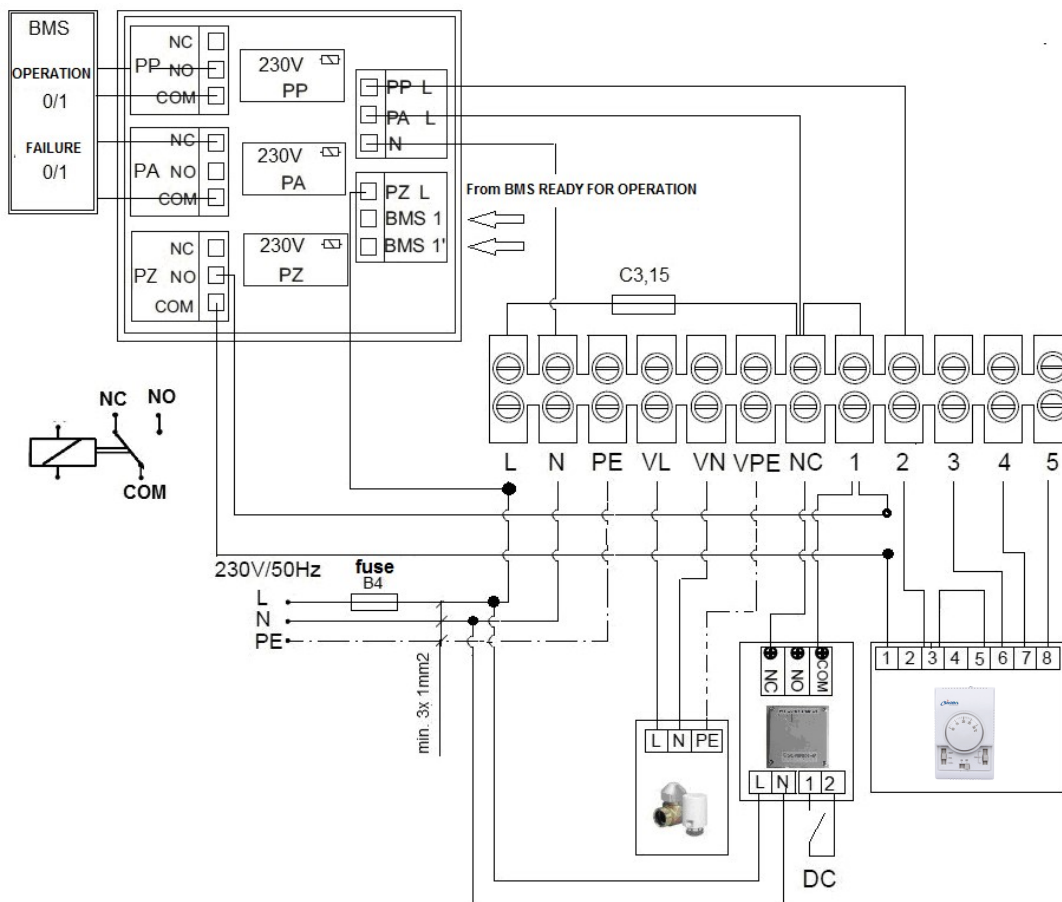 BMS
OPERATION
0/1
FAILURE
0/1
NC
PP NO
COM
230V
PP
NC
PA NO
COM
230V
PA
NC
PZ NO
COM
230V
PZ
PP L
PA L
N
PZ L
BMS 1
BMS 1'
From BMS READY FOR OPERATION
C3,15
NC NO
COM
L N PE VL VN VPE NC 1 2 3 4 5
230V/50Hz
fuse
B4
L
N
PE
min. 3x 1mm2
L N PE
NC NO COM
L N 1 2
DC
1 2 3 4 5 6 7 8